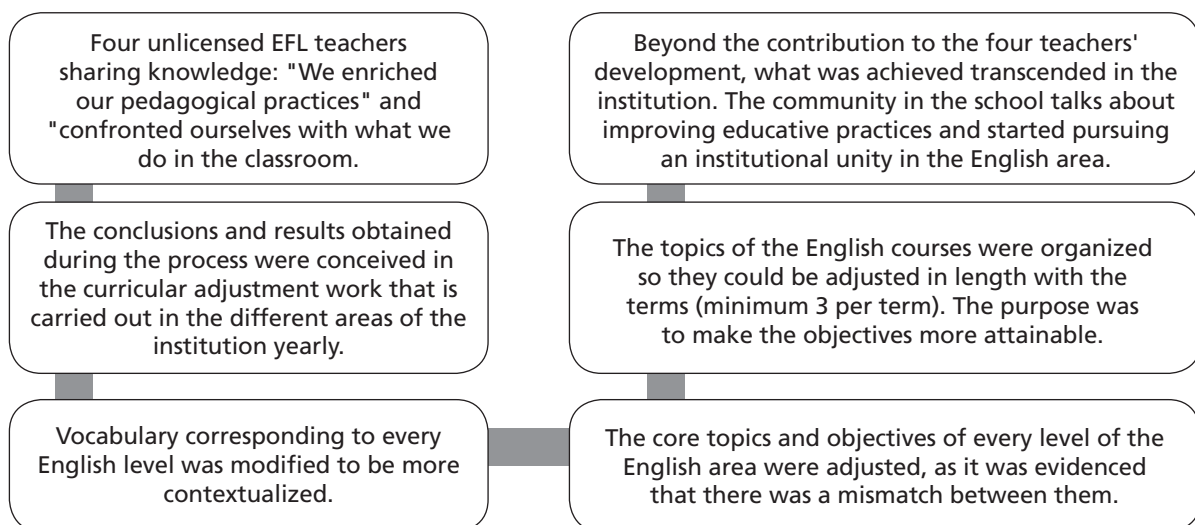 Four unlicensed EFL teachers
sharing knowledge: "We enriched
our pedagogical practices" and
"confronted ourselves with what we
do in the classroom.
The conclusions and results obtained
during the process were conceived in
the curricular adjustment work that is
carried out in the different areas of the
institution yearly.
Vocabulary corresponding to every
English level was modified to be more
contextualized.
The core topics and objectives of every level of the
English area were adjusted, as it was evidenced
that there was a mismatch between them.
The topics of the English courses were organized
so they could be adjusted in length with the
terms (minimum 3 per term). The purpose was
to make the objectives more attainable.
Beyond the contribution to the four teachers'
development, what was achieved transcended in the
institution. The community in the school talks about
improving educative practices and started pursuing
an institutional unity in the English area.